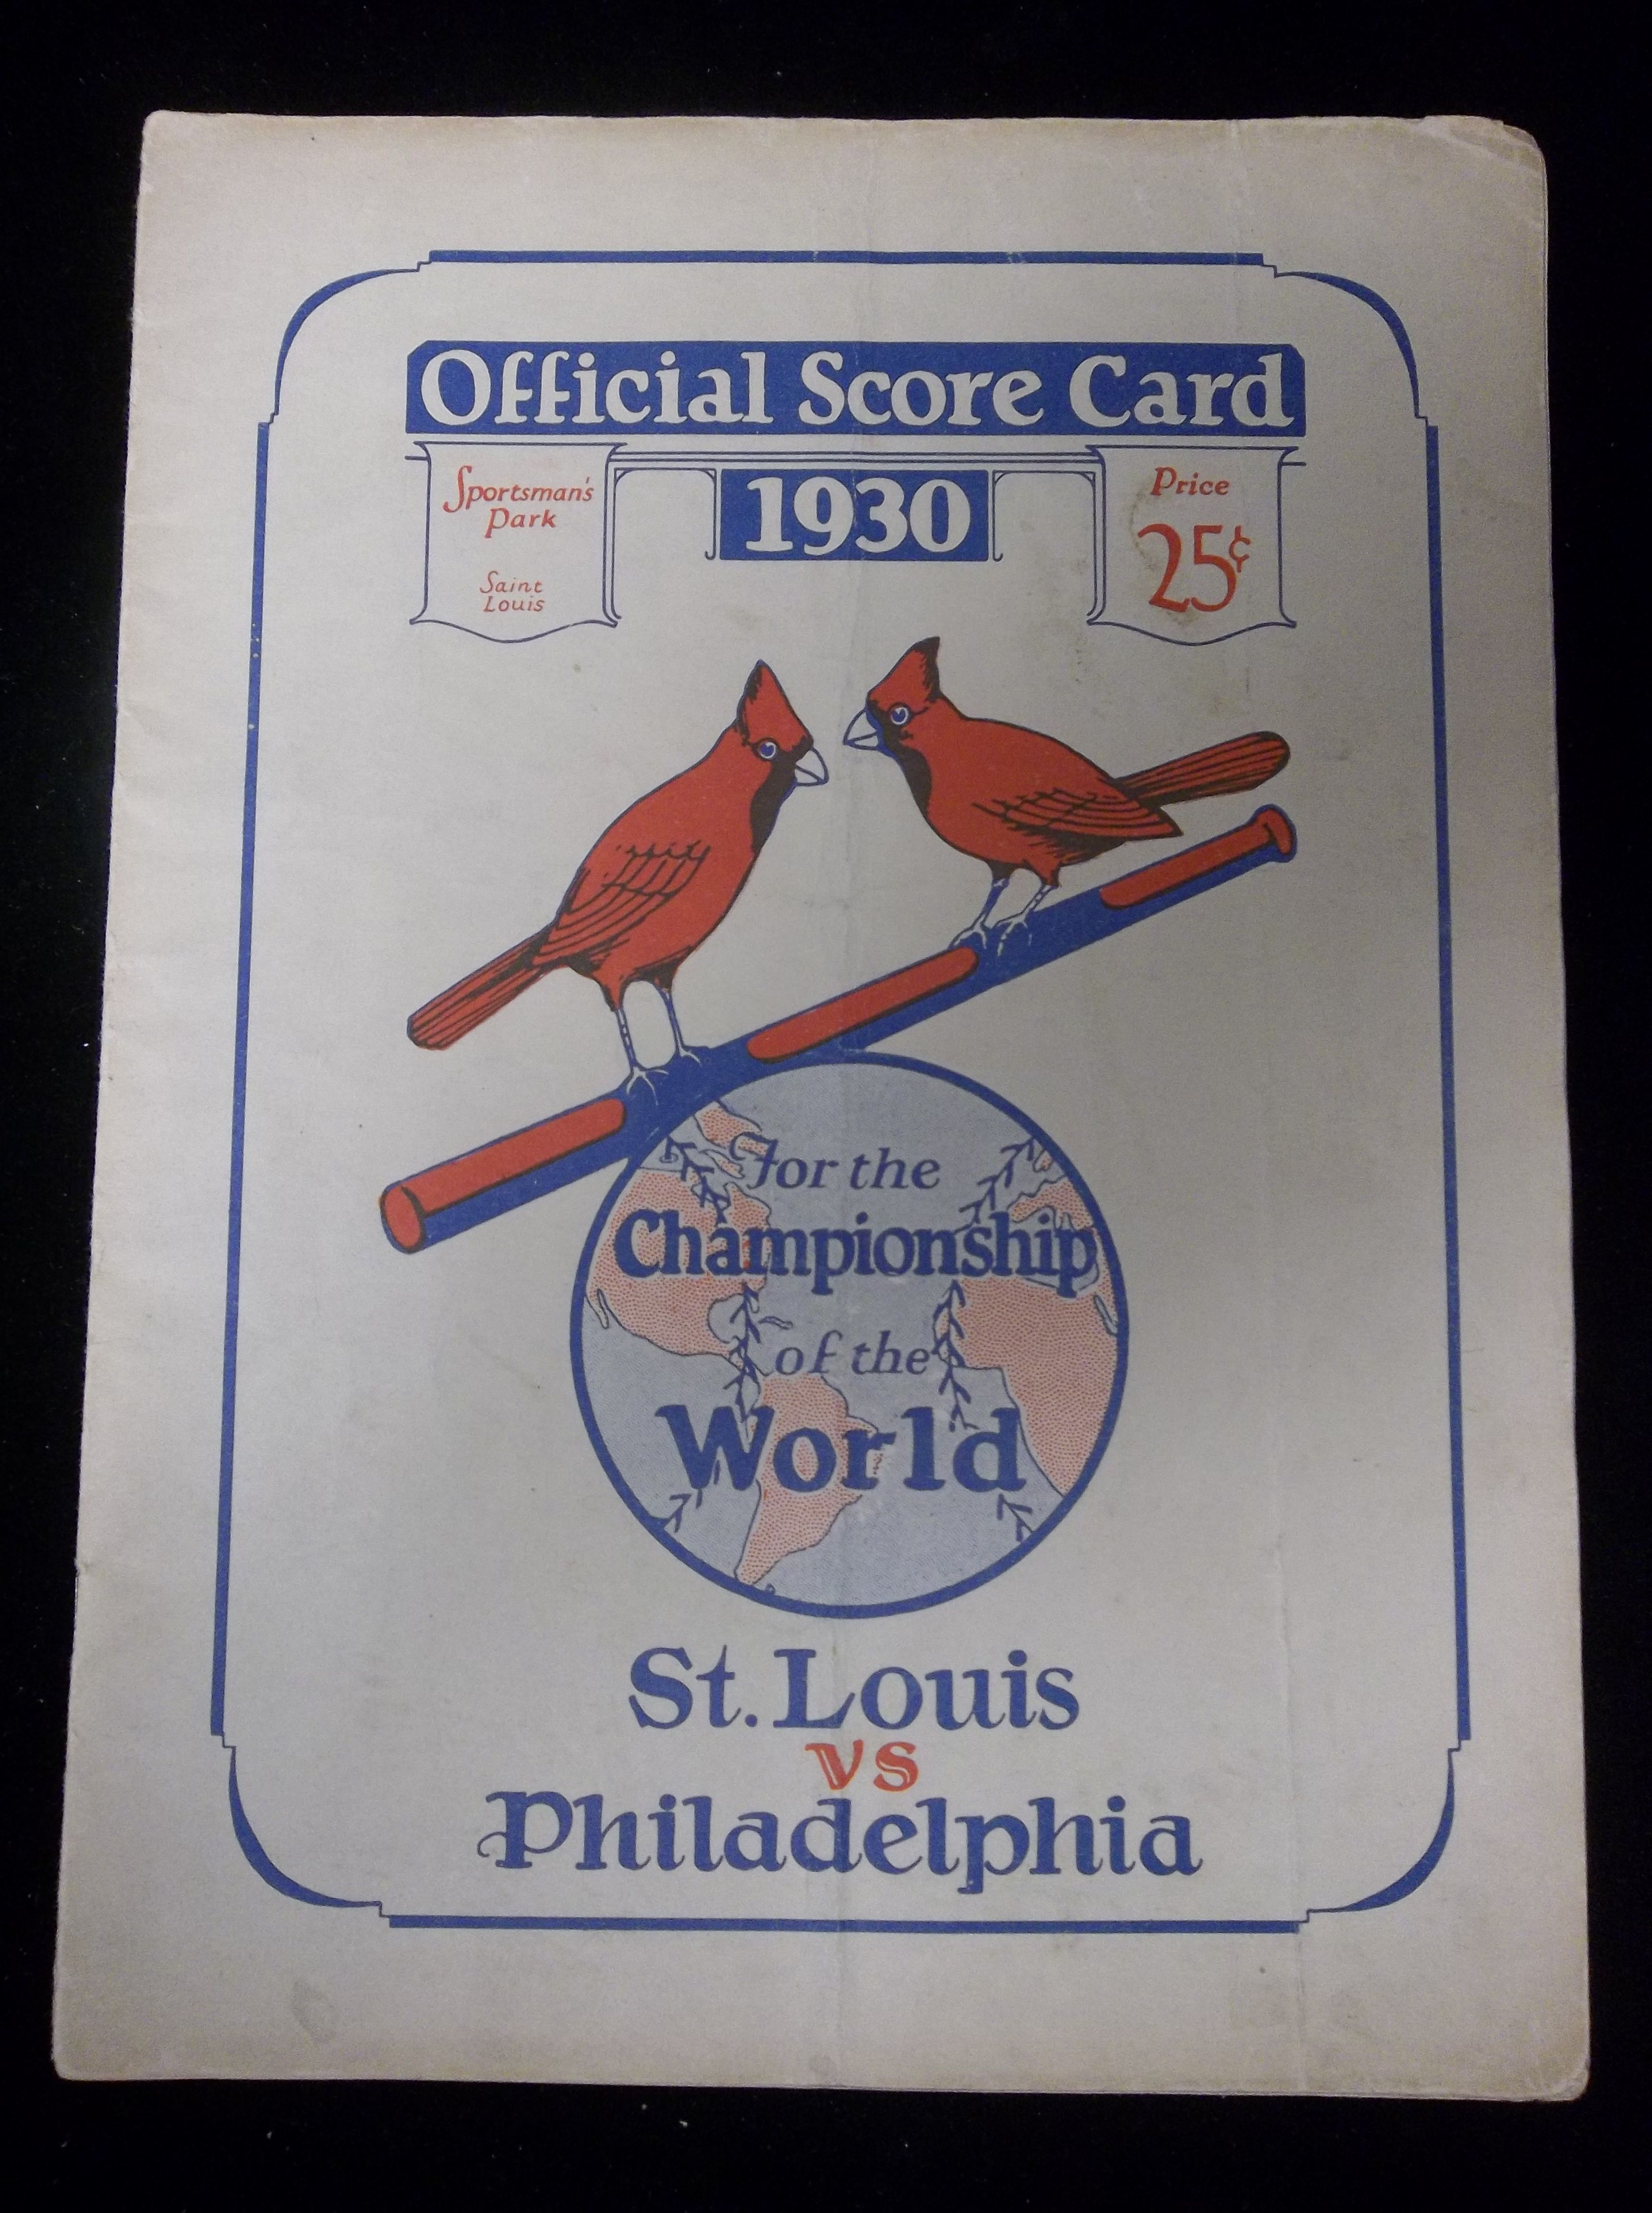 Official Score Card
Sportsman's
Park
Saint
Louis
1930
Price
25¢
For the
Championship
of the
World
St. Louis
vs
Philadelphia